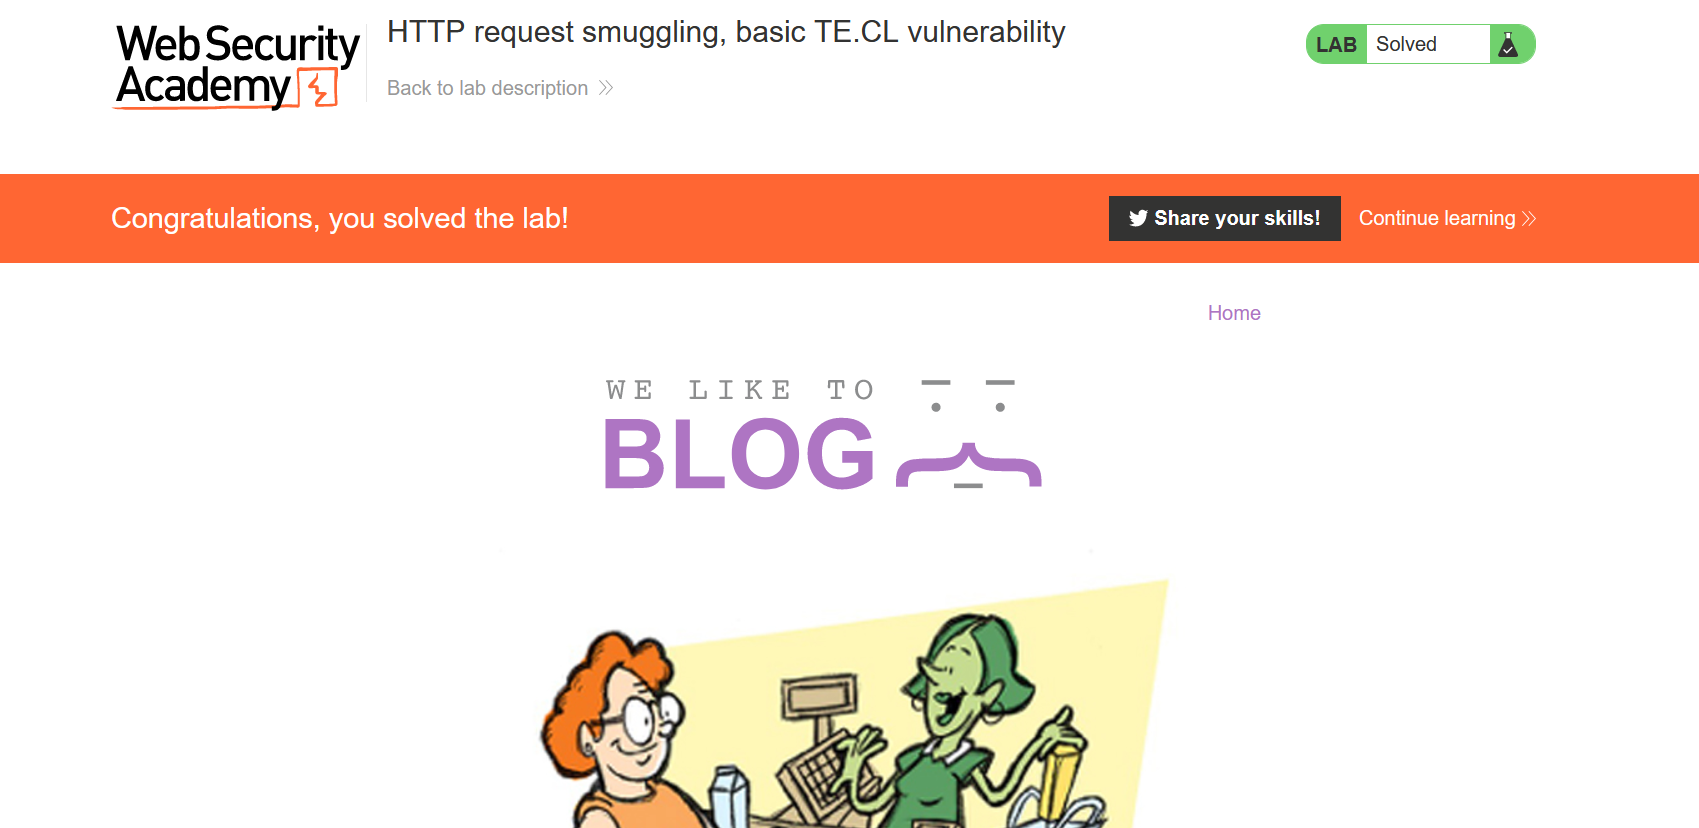 Web Security
Academy
HTTP request smuggling, basic TE.CL vulnerability
Back to lab description
LAB Solved
Congratulations, you solved the lab!
Share your skills!
Continue learning
Home
WE LIKE TO
BLOG